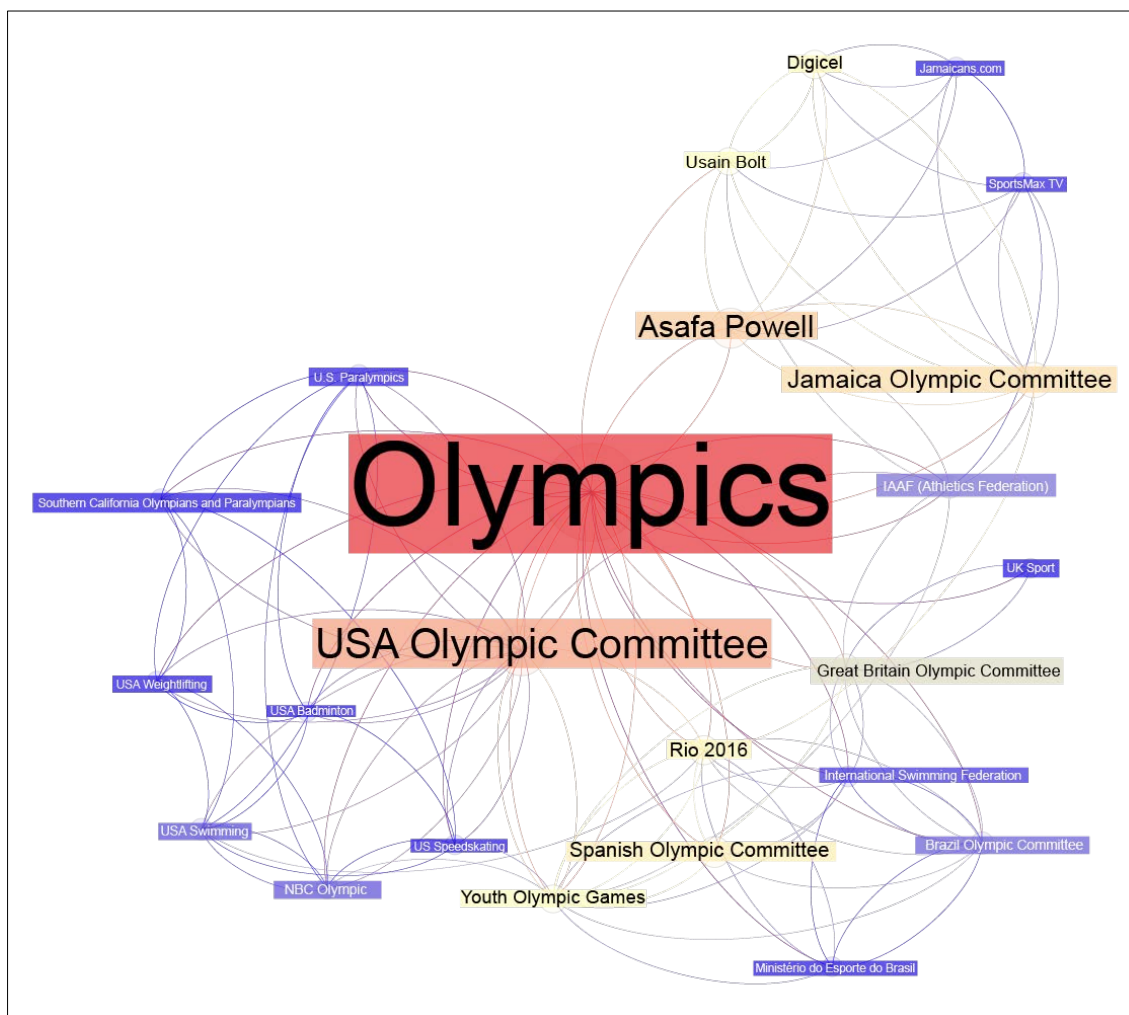 Digicel
Jamaicans.com
Usain Bolt
SportsMax TV
Asafa Powell
Jamaica Olympic Committee
U.S. Paralympics
Olympics
IAAF (Athletics Federation)
Southern California Olympians and Paralympians
UK Sport
USA Olympic Committee
Great Britain Olympic Committee
USA Weightlifting
USA Badminton
Rio 2016
International Swimming Federation
USA Swimming
US Speedskating
Spanish Olympic Committee
Brazil Olympic Committee
NBC Olympic
Youth Olympic Games
Ministério do Esporte do Brasil